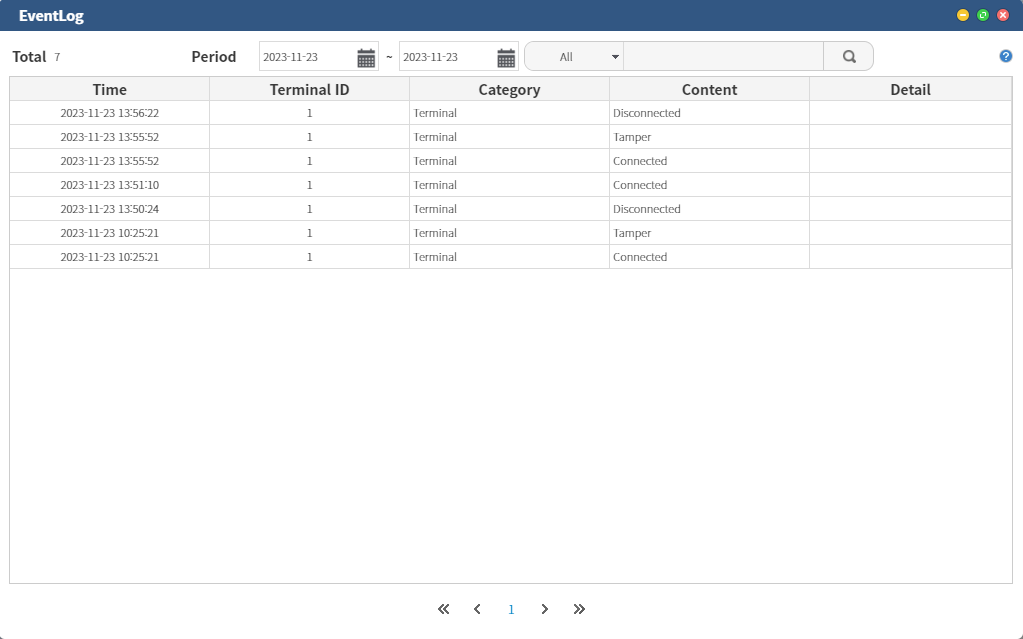 EventLog
Total 7 Period 2023-11-23 ~ 2023-11-23 All
Time Terminal ID Category Content Detail
2023-11-23 13:56:22 1 Terminal Disconnected
2023-11-23 13:55:52 1 Terminal Tamper
2023-11-23 13:55:52 1 Terminal Connected
2023-11-23 13:51:10 1 Terminal Connected
2023-11-23 13:50:24 1 Terminal Disconnected
2023-11-23 10:25:21 1 Terminal Tamper
2023-11-23 10:25:21 1 Terminal Connected
1